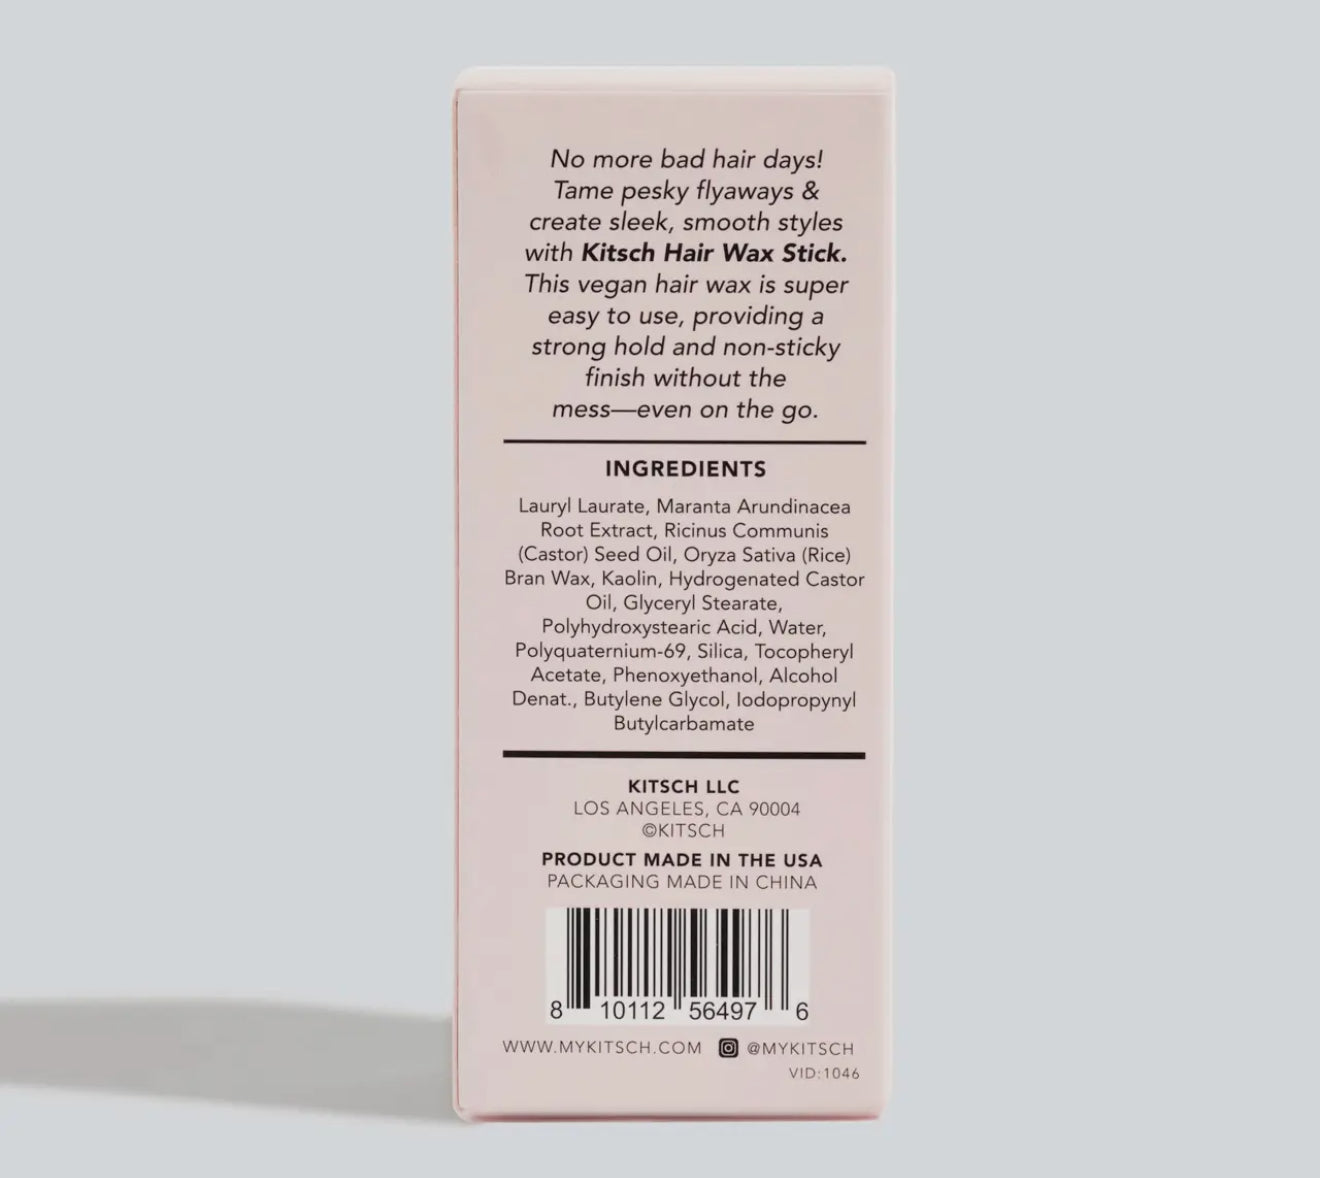 No more bad hair days!
Tame pesky flyaways &
create sleek, smooth styles
with Kitsch Hair Wax Stick.
This vegan hair wax is super
easy to use, providing a
strong hold and non-sticky
finish without the
mess—even on the go.
INGREDIENTS
Lauryl Laurate, Maranta Arundinacea
Root Extract, Ricinus Communis
(Castor) Seed Oil, Oryza Sativa (Rice)
Bran Wax, Kaolin, Hydrogenated Castor
Oil, Glyceryl Stearate,
Polyhydroxystearic Acid, Water,
Polyquaternium-69, Silica, Tocopheryl
Acetate, Phenoxyethanol, Alcohol
Denat., Butylene Glycol, Iodopropynyl
Butylcarbamate
KITSCH LLC
LOS ANGELES, CA 90004
©KITSCH
PRODUCT MADE IN THE USA
PACKAGING MADE IN CHINA
8 10112 56497 6
WWW.MYKITSCH.COM @MYKITSCH
VID:1046